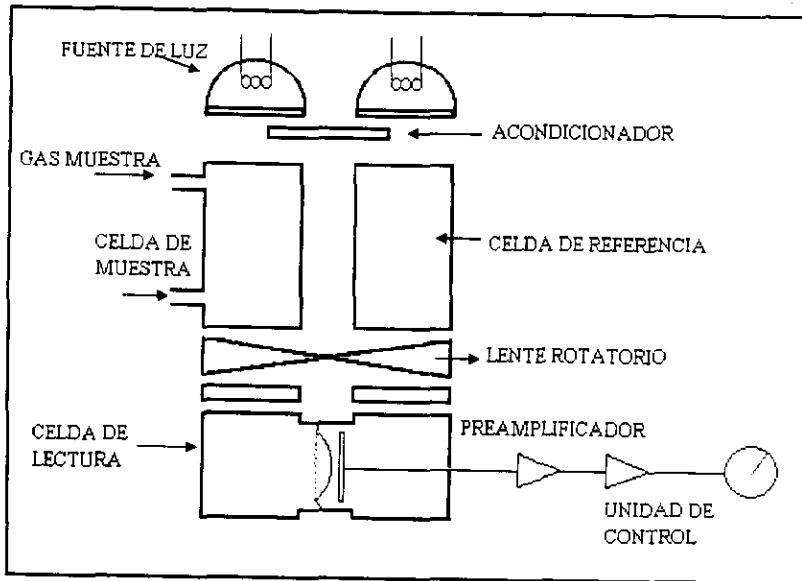 FUENTE DE LUZ
ACONDICIONADOR
GAS MUESTRA
CELDA DE
MUESTRA
CELDA DE REFERENCIA
LENTE ROTATORIO
CELDA DE
LECTURA
PREAMPLIFICADOR
UNIDAD DE
CONTROL